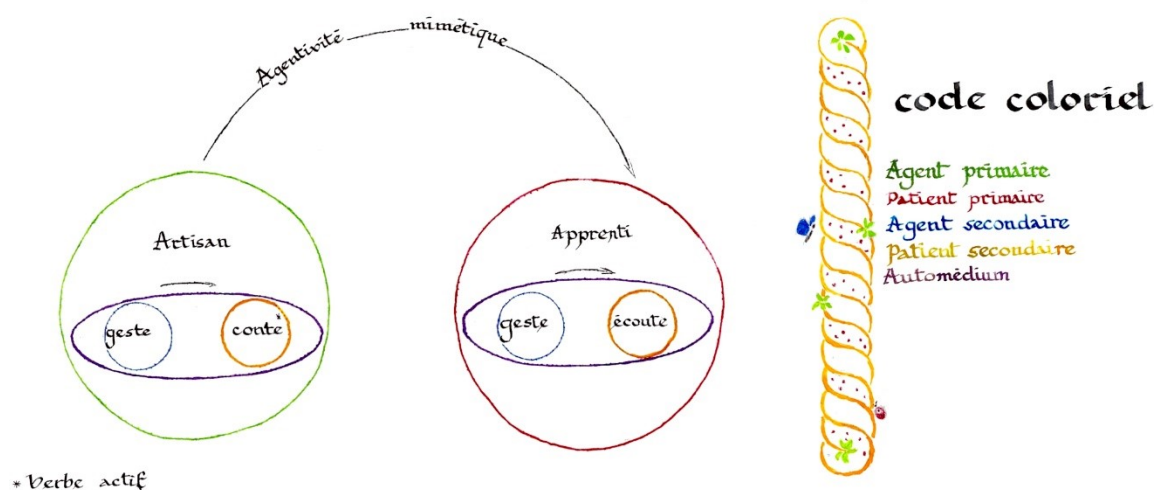 Agentivité mimétique
Artisan
geste
conte*
Apprenti
geste
écoute
* Verbe actif
code coloriel
Agent primaire
Patient primaire
Agent secondaire
Patient secondaire
Automédium